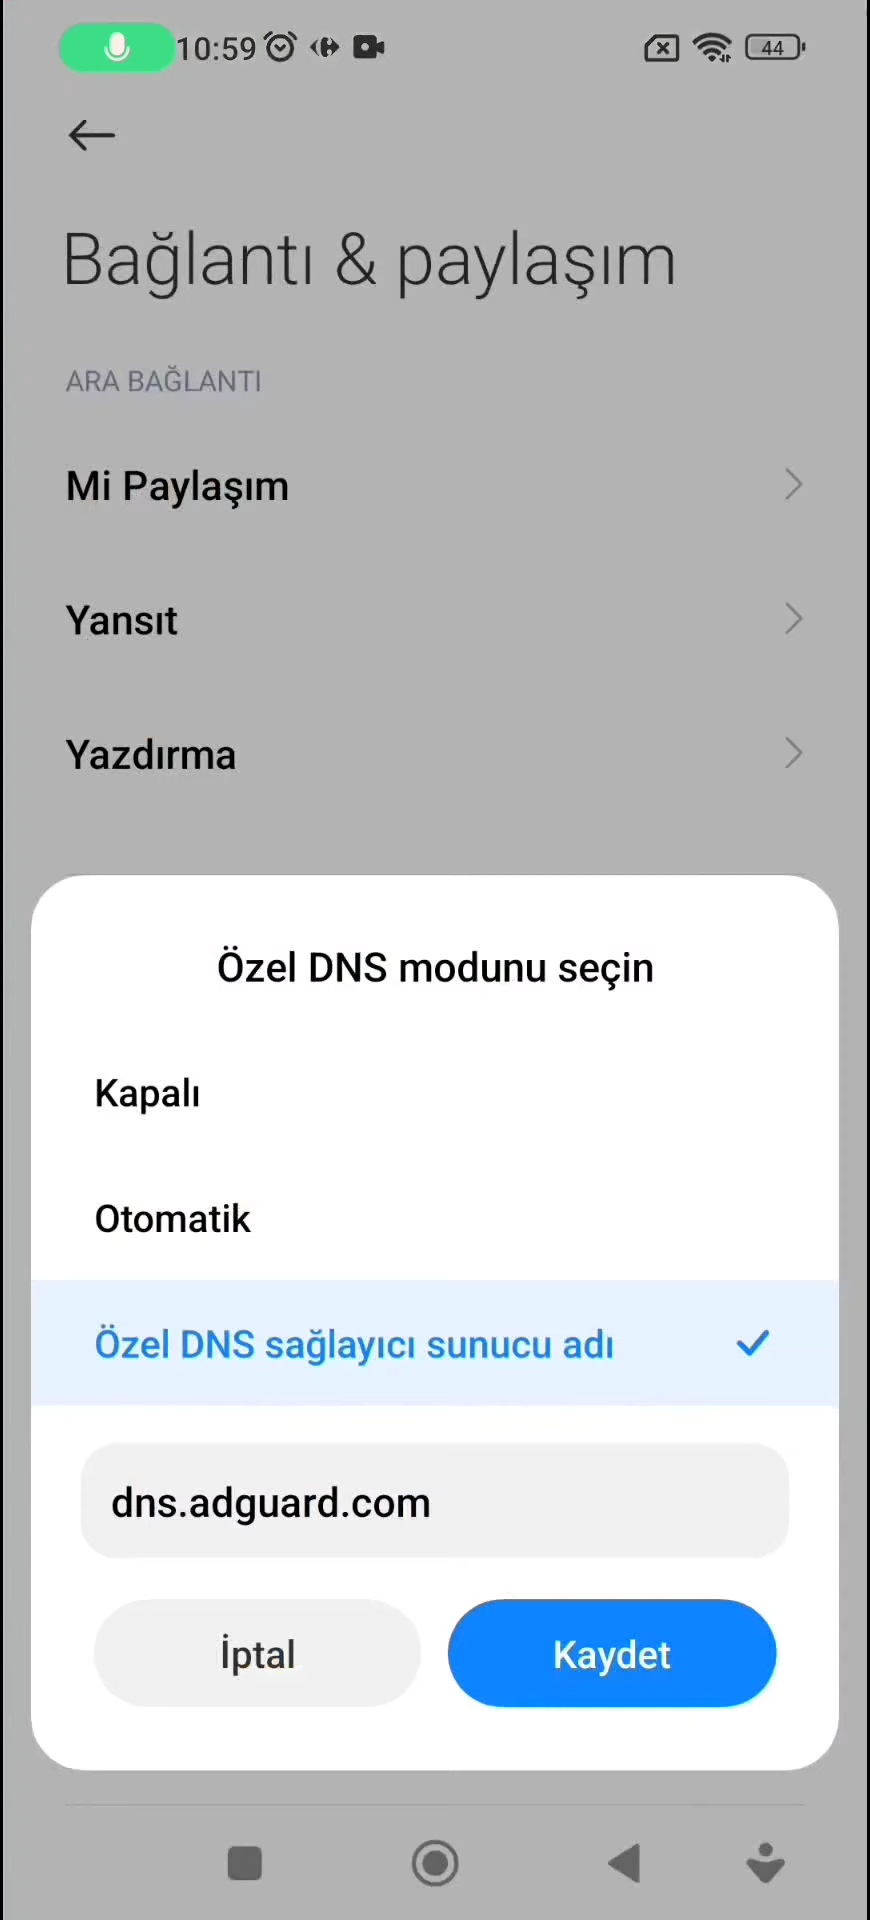 10:59
44
Bağlantı & paylaşım
ARA BAĞLANTI
Mi Paylaşım
Yansıt
Yazdırma
Özel DNS modunu seçin
Kapalı
Otomatik
Özel DNS sağlayıcı sunucu adı
dns.adguard.com
İptal
Kaydet